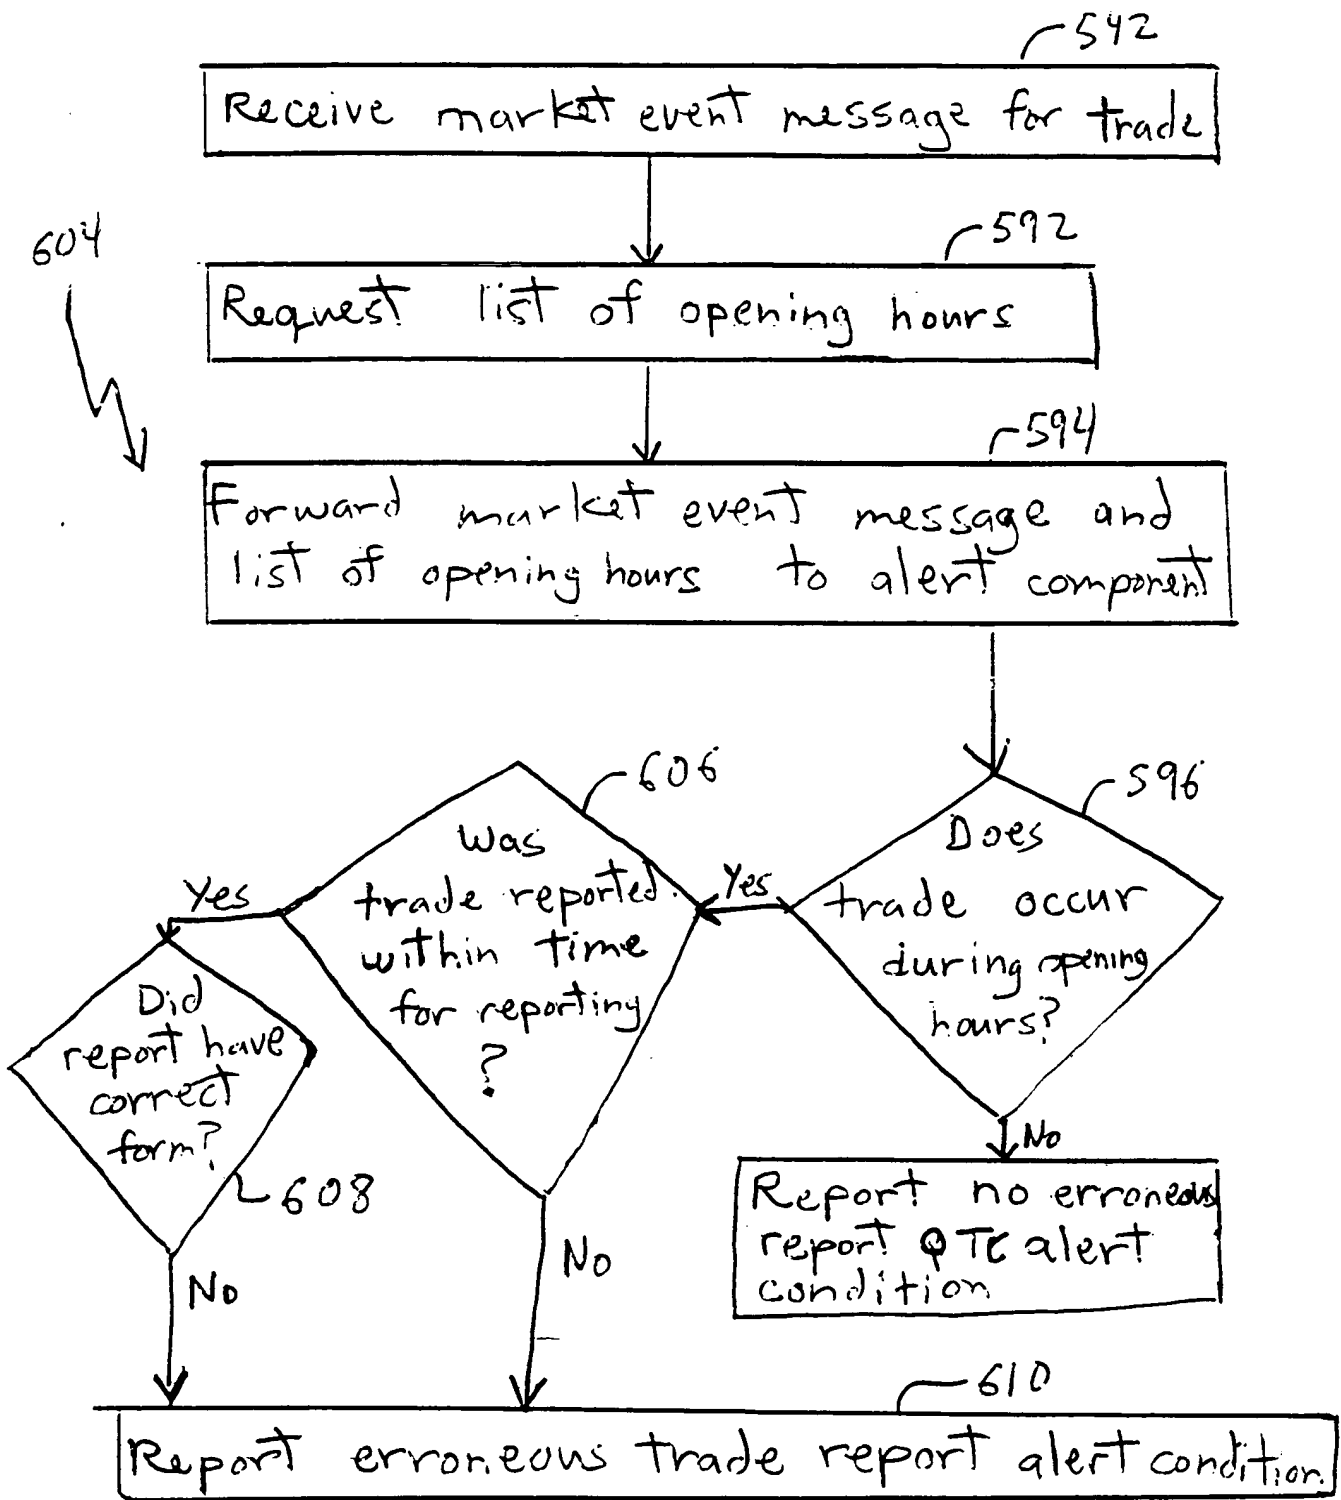 542
Receive market event message for trade
592
Request list of opening hours
604
594
Forward market event message and
list of opening hours to alert component
606
596
Was
trade reported
within time
for reporting
?
Does
trade occur
during opening
hours?
Yes
Yes
Did
report have
correct
form?
608
No
No
No
Report no erroneous
report alert
condition
610
Report erroneous trade report alert condition